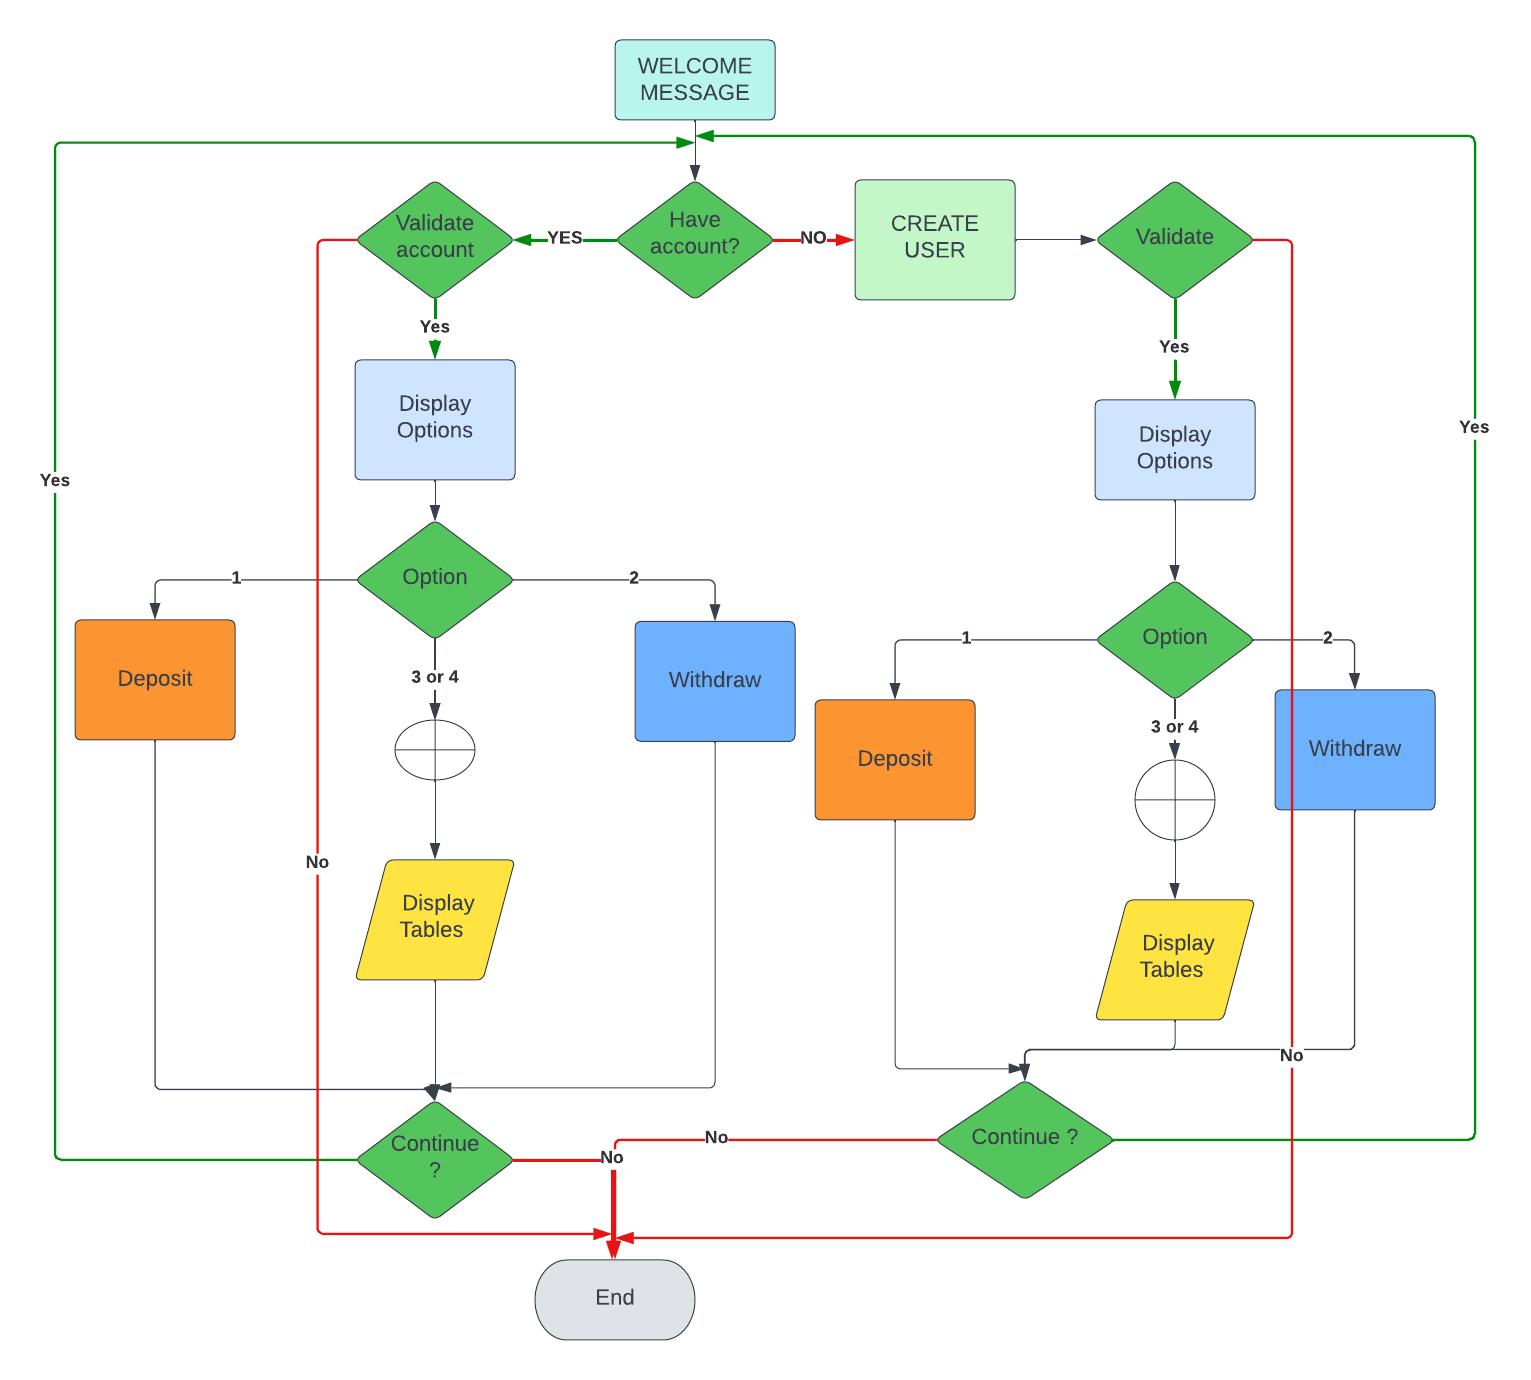 WELCOME
MESSAGE
Have
account?
YES
NO
Validate
account
CREATE
USER
Validate
Yes
Yes
Display
Options
Display
Options
Yes
Yes
Option
1
2
3 or 4
Deposit
Withdraw
Option
1
2
3 or 4
Deposit
Withdraw
No
Display
Tables
Display
Tables
No
Continue
?
No
No
Continue ?
End